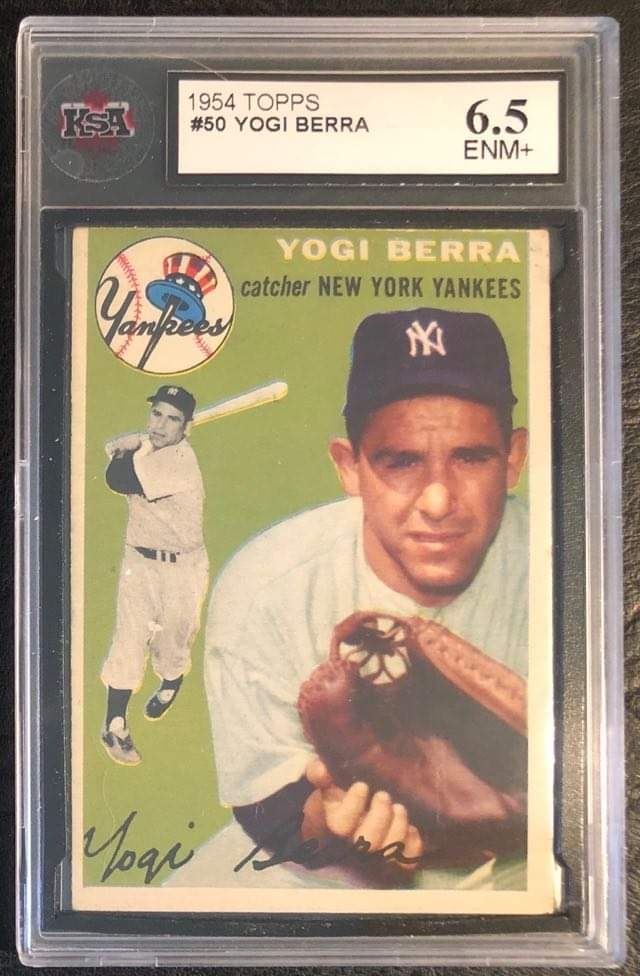 KSA
1954 TOPPS
#50 YOGI BERRA
6.5
ENM+
YOGI BERRA
catcher NEW YORK YANKEES
Yankees
NY
Yogi Berra